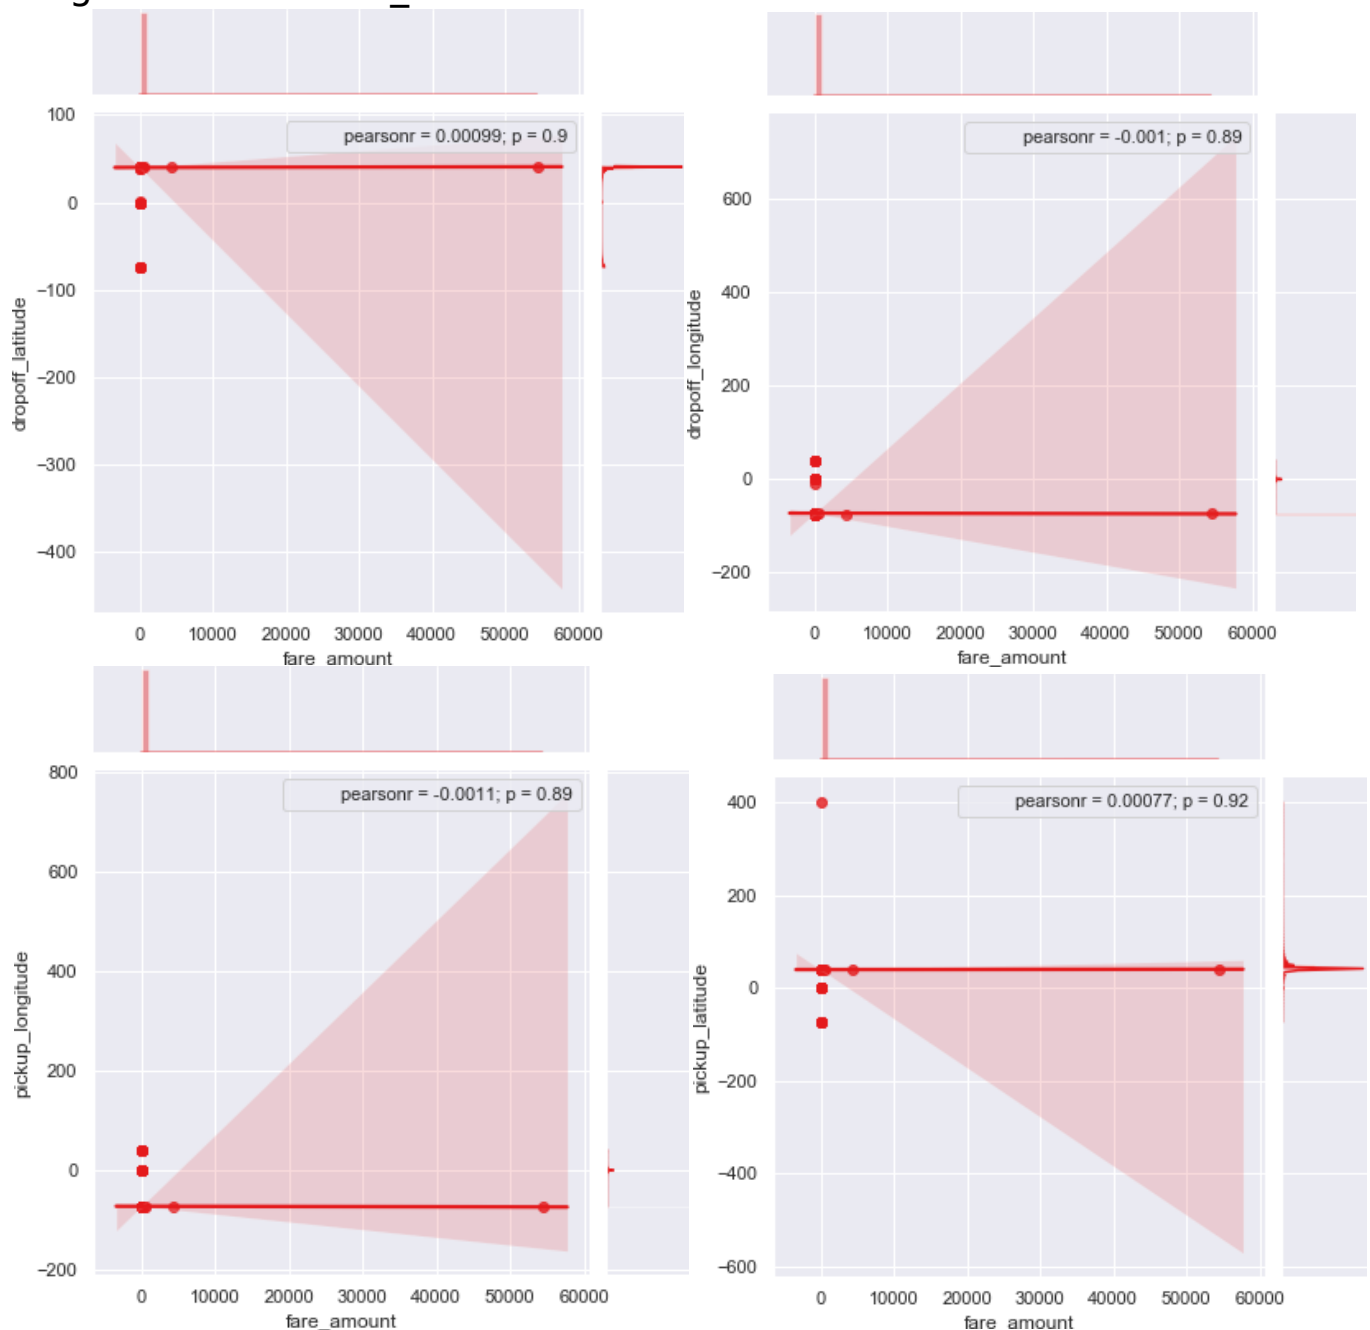 pearsonr = 0.00099; p = 0.9
100
0
−100
−200
−300
−400
dropoff_latitude
0 10000 20000 30000 40000 50000 60000
fare_amount
pearsonr = -0.001; p = 0.89
600
400
200
0
−200
dropoff_longitude
0 10000 20000 30000 40000 50000 60000
fare_amount
pearsonr = -0.0011; p = 0.89
800
600
400
200
0
−200
pickup_longitude
0 10000 20000 30000 40000 50000 60000
fare_amount
pearsonr = 0.00077; p = 0.92
400
200
0
−200
−400
−600
pickup_latitude
0 10000 20000 30000 40000 50000 60000
fare_amount